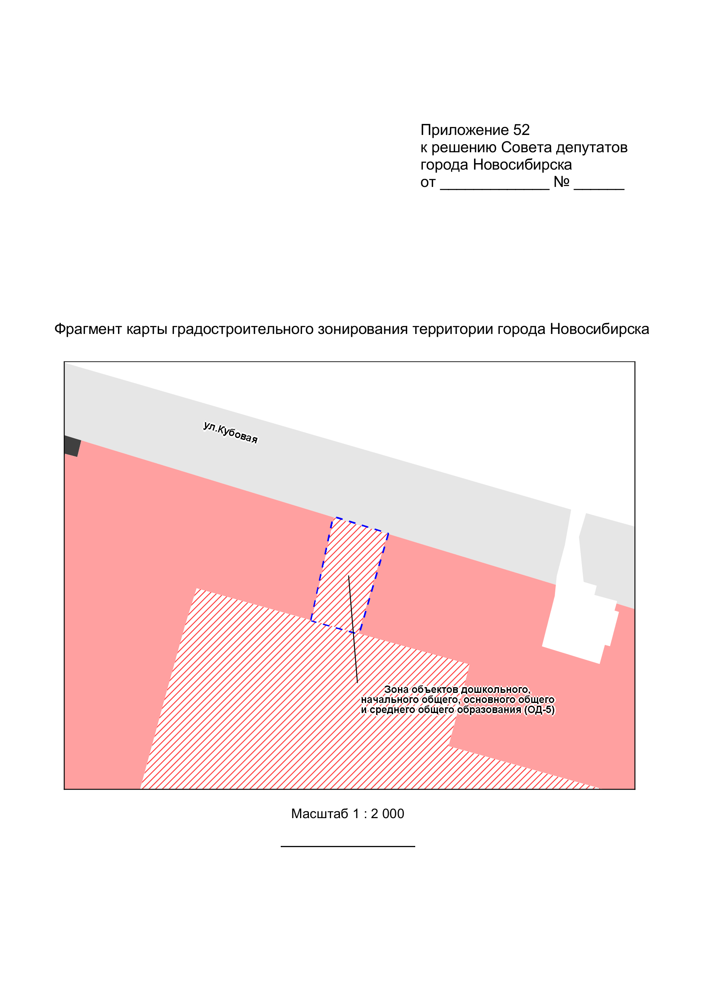 Приложение 52
к решению Совета депутатов
города Новосибирска
от _____________ № ______
Фрагмент карты градостроительного зонирования территории города Новосибирска
ул.Кубовая
Зона объектов дошкольного,
начального общего, основного общего
и среднего общего образования (ОД-5)
Масштаб 1 : 2 000